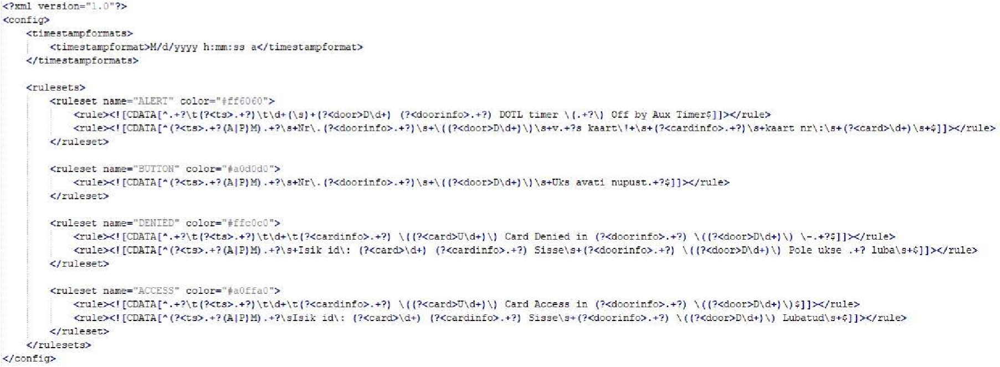 <?xml version="1.0"?>
<config>
<timestampformats>
<timestampformat>M/d/yyyy h:mm:ss a</timestampformat>
</timestampformats>
<rulesets>
<ruleset name="ALERT" color="#ff6060">
<rule><![CDATA[^.+?\t(?<ts>.+?)\t\d+(\s)+(?<door>D\d+) (?<doorinfo>.+?) DOTL timer \(.+?\) Off by Aux Timer$]]></rule>
<rule><![CDATA[^(?<ts>.+?(A|P)M).+?\s+Nr\.(?<doorinfo>.+?)\s+\((?<door>D\d+)\)\s+v.+?s kaart\!+\s+(?<cardinfo>.+?)\s+kaart nr\:\s+(?<card>\d+)\s+$]]></rule>
</ruleset>
<ruleset name="BUTTON" color="#a0d0d0">
<rule><![CDATA[^(?<ts>.+?(A|P)M).+?\s+Nr\.(?<doorinfo>.+?)\s+\((?<door>D\d+)\)\s+Uks avati nupust.+?$]]></rule>
</ruleset>
<ruleset name="DENIED" color="#ffc0c0">
<rule><![CDATA[^.+?\t(?<ts>.+?)\t\d+\t(?<cardinfo>.+?) \((?<card>U\d+)\) Card Denied in (?<doorinfo>.+?) \((?<door>D\d+)\) \-.+?$]]></rule>
<rule><![CDATA[^(?<ts>.+?(A|P)M).+?\s+Isik id\: (?<card>\d+) (?<cardinfo>.+?) Sisse\s+(?<doorinfo>.+?) \((?<door>D\d+)\) Pole ukse .+? luba\s+$]]></rule>
</ruleset>
<ruleset name="ACCESS" color="#a0ffa0">
<rule><![CDATA[^.+?\t(?<ts>.+?)\t\d+\t(?<cardinfo>.+?) \((?<card>U\d+)\) Card Access in (?<doorinfo>.+?) \((?<door>D\d+)\)$]]></rule>
<rule><![CDATA[^(?<ts>.+?(A|P)M).+?\sIsik id\: (?<card>\d+) (?<cardinfo>.+?) Sisse\s+(?<doorinfo>.+?) \((?<door>D\d+)\) Lubatud\s+$]]></rule>
</ruleset>
</rulesets>
</config>